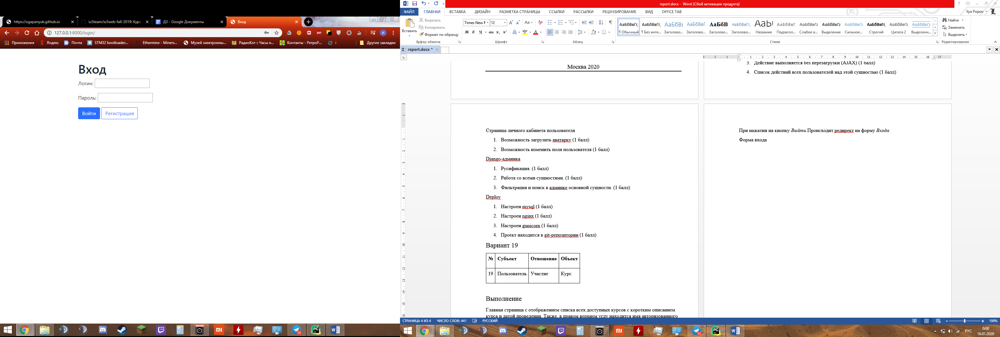 https://ugapanyuk.github.io
iu5team/iu5web-fall-2019: Курс
ДЗ - Google Документы
Вход
127.0.0.1:8000/login/
Приложения
Яндекс
Почта
STM32 bootloader...
Ethermine - Miners...
Музей электронны...
РадиоКот :: Часы н...
Контакты - РетроР...
i
Другие закладки
Вход
Логин:
Пароль:
Войти Регистрация
report.docx - Word (Сбой активации продукта)
ФАЙЛ ГЛАВНАЯ ВСТАВКА ДИЗАЙН РАЗМЕТКА СТРАНИЦЫ ССЫЛКИ РАССЫЛКИ РЕЦЕНЗИРОВАНИЕ ВИД OFFICE TAB
Ilya Popov
Вставить
Вырезать
Копировать
Формат по образцу
Буфер обмена
Times New R 12
Ж К Ч abc x₂ x²
Шрифт
Абзац
АаБбВвГг, АаБбВвГг, АаБбВв АаБбВвГ АаБбВ АаБбВвГг, АаЫ АаБбВвГ АаБбВвГг АаБбВвГг АаБбВвГг АаБбВвГг, АаБбВвГг АаБбВвГг
¶ Обычный ¶ Без инте... Заголово... Заголово... Заголово... Заголово... Название Подзагол... Слабое в... Выделение Сильное... Строгий Цитата 2 Выделенн...
Стили
Найти
Заменить
Выделить
Редактирование
report.docx *
Москва 2020
3. Действие выполняется без перезагрузки (AJAX) (1 балл)
4. Список действий всех пользователей над этой сущностью (1 балл)
Страница личного кабинета пользователя
1. Возможность загрузить аватарку (1 балл)
2. Возможность изменить поля пользователя (1 балл)
Django-админка
1. Русификация. (1 балл)
2. Работа со всеми сущностями. (1 балл)
3. Фильтрация и поиск в админке основной сущности. (1 балл)
Deploy
1. Настроен mysql (1 балл)
2. Настроен nginx (1 балл)
3. Настроен gunicorn (1 балл)
4. Проект находится в git-репозитории (1 балл)
Вариант 19
№ Субъект Отношение Объект
19 Пользователь Участие Курс
Выполнение
Главная страница с отображением списка всех доступных курсов с коротким описанием
курса и датой проведения. Также, в правом верхнем углу находится имя авторизованного
При нажатии на кнопку Выйти Происходит редирект на форму Входа
Форма входа
СТРАНИЦА 4 ИЗ 4 ЧИСЛО СЛОВ: 441 РУССКИЙ
100%
РУС
0:00
16.01.2020